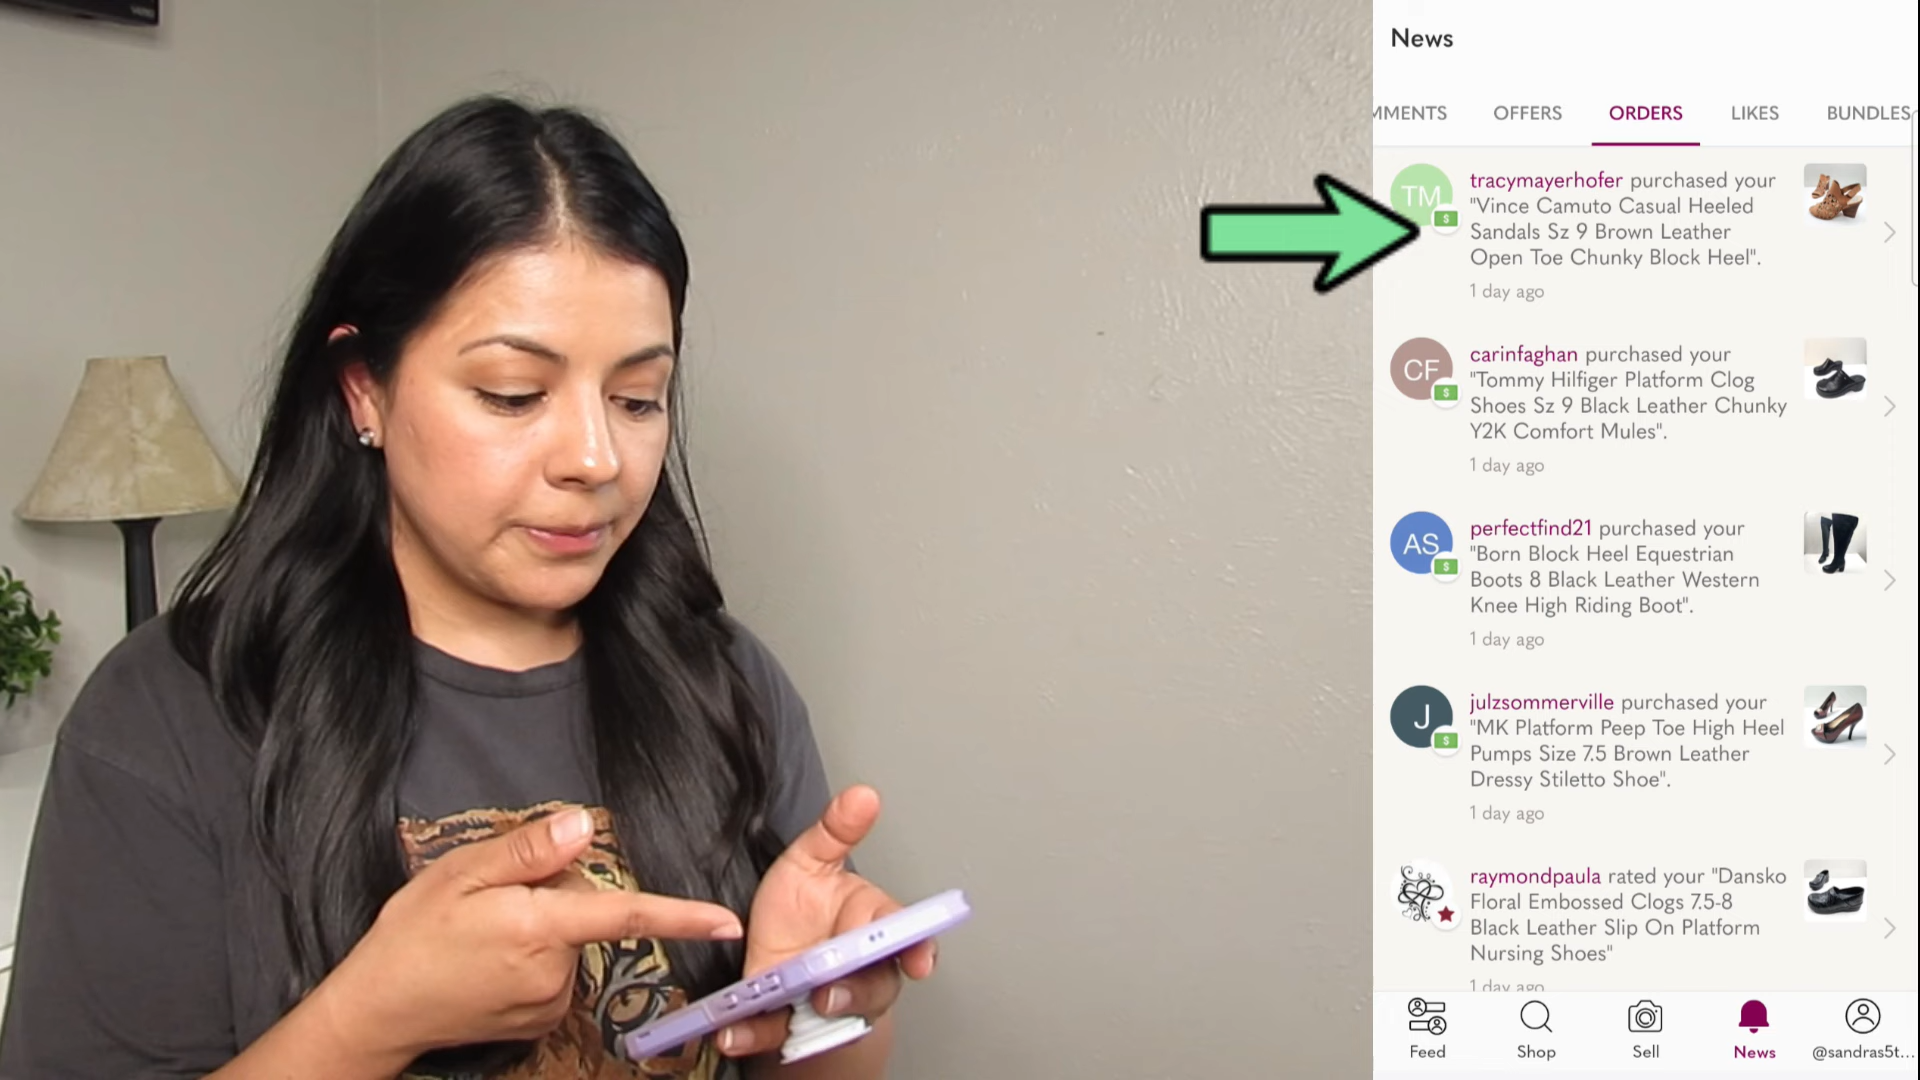 News
MMENTS OFFERS ORDERS LIKES BUNDLES
TM
tracymayerhofer purchased your
"Vince Camuto Casual Heeled
Sandals Sz 9 Brown Leather
Open Toe Chunky Block Heel".
1 day ago
CF
carinfaghan purchased your
"Tommy Hilfiger Platform Clog
Shoes Sz 9 Black Leather Chunky
Y2K Comfort Mules".
1 day ago
AS
perfectfind21 purchased your
"Born Block Heel Equestrian
Boots 8 Black Leather Western
Knee High Riding Boot".
1 day ago
J
julzsommerville purchased your
"MK Platform Peep Toe High Heel
Pumps Size 7.5 Brown Leather
Dressy Stiletto Shoe".
1 day ago
raymondpaula rated your "Dansko
Floral Embossed Clogs 7.5-8
Black Leather Slip On Platform
Nursing Shoes"
1 day ago
Feed Shop Sell News @sandras5t...